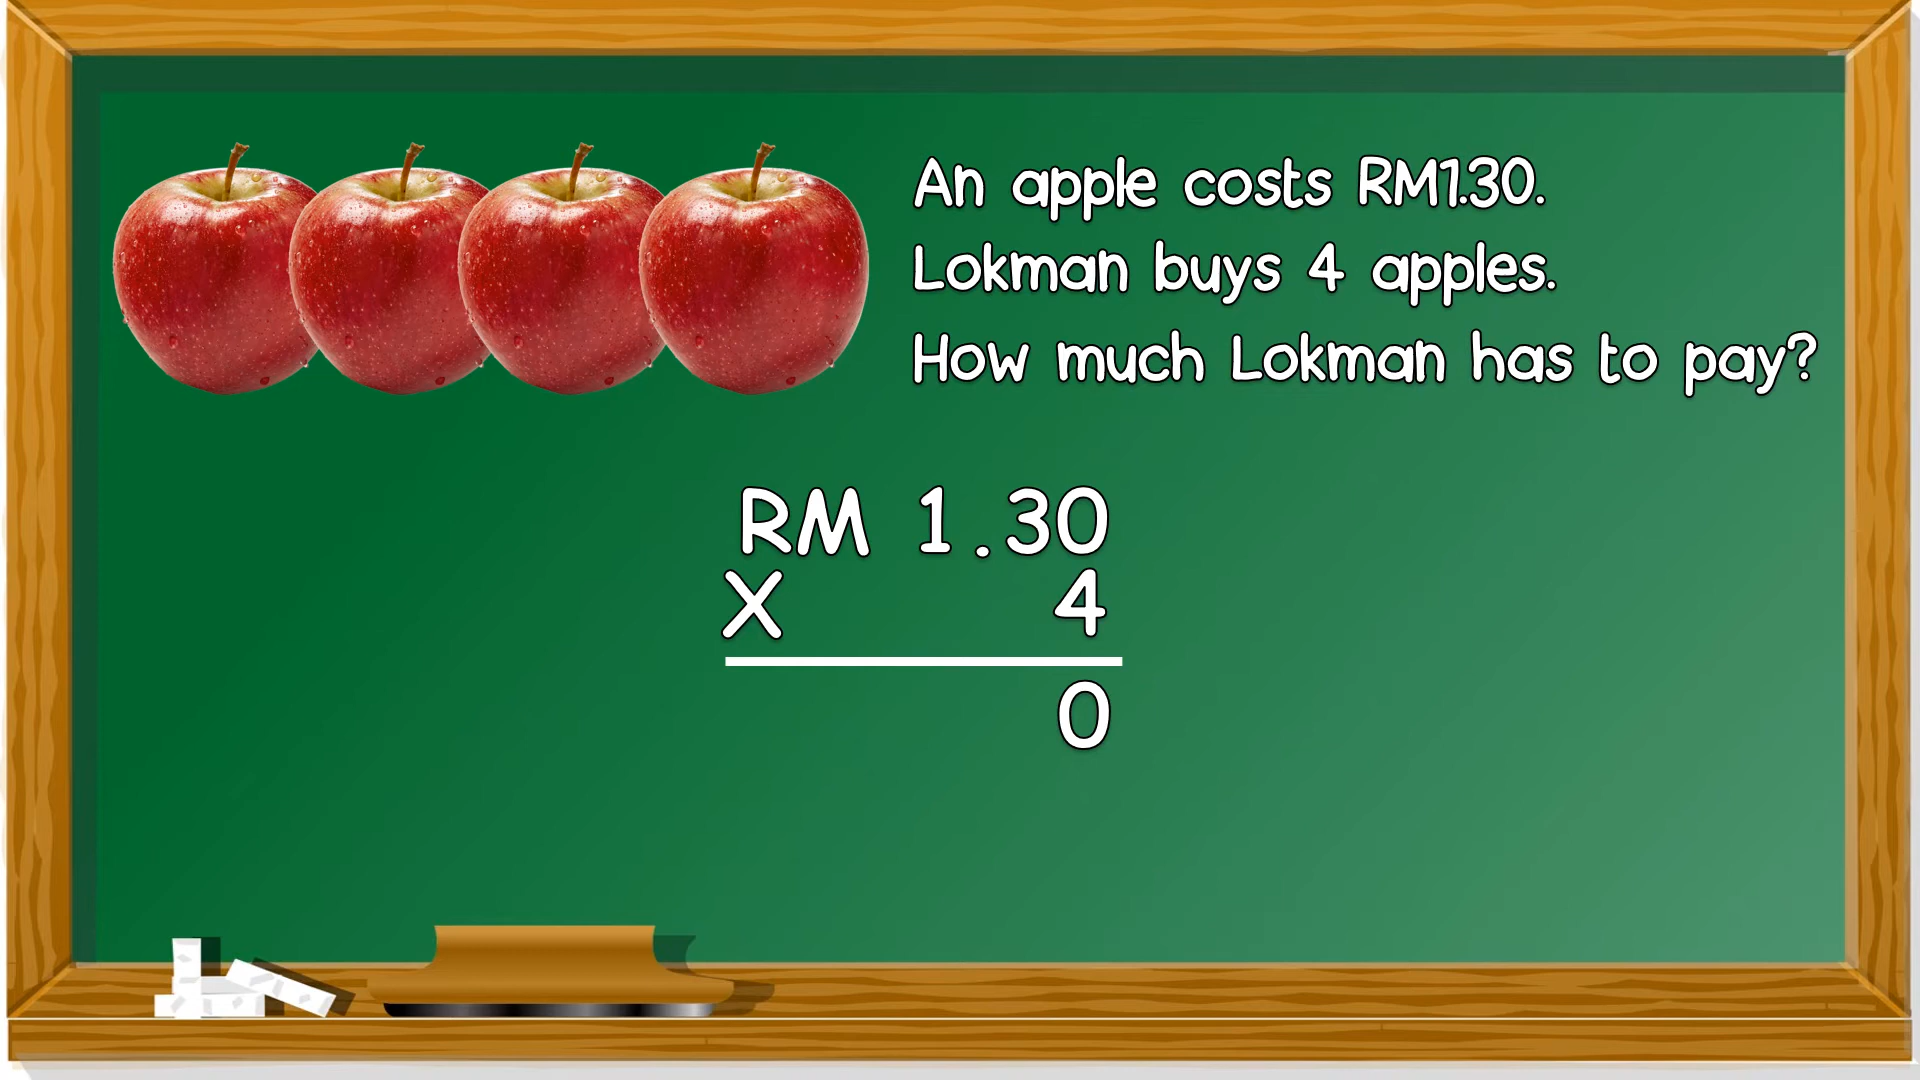 An apple costs RM1.30.
Lokman buys 4 apples.
How much Lokman has to pay?
RM 1.30
X 4
0